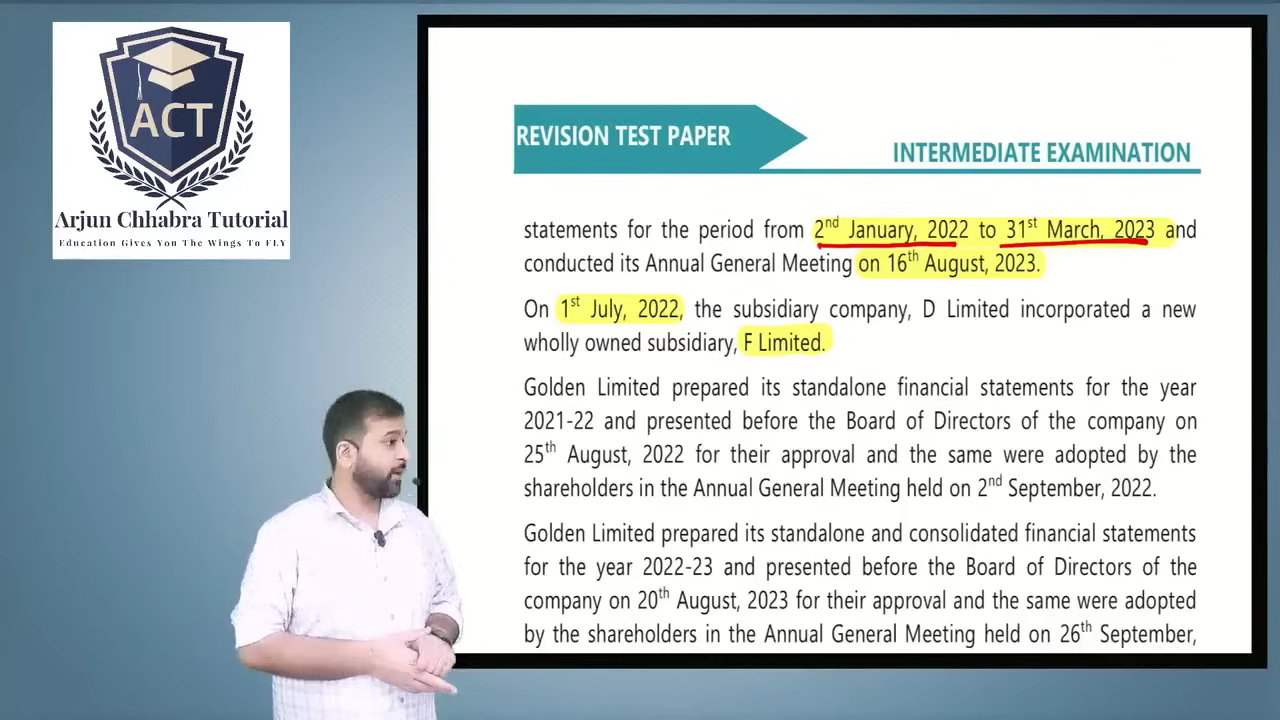 ACT
Arjun Chhabra Tutorial
Education Gives You The Wings To FLY
REVISION TEST PAPER
INTERMEDIATE EXAMINATION
statements for the period from 2nd January, 2022 to 31st March, 2023 and
conducted its Annual General Meeting on 16th August, 2023.
On 1st July, 2022, the subsidiary company, D Limited incorporated a new
wholly owned subsidiary, F Limited.
Golden Limited prepared its standalone financial statements for the year
2021-22 and presented before the Board of Directors of the company on
25th August, 2022 for their approval and the same were adopted by the
shareholders in the Annual General Meeting held on 2nd September, 2022.
Golden Limited prepared its standalone and consolidated financial statements
for the year 2022-23 and presented before the Board of Directors of the
company on 20th August, 2023 for their approval and the same were adopted
by the shareholders in the Annual General Meeting held on 26th September,